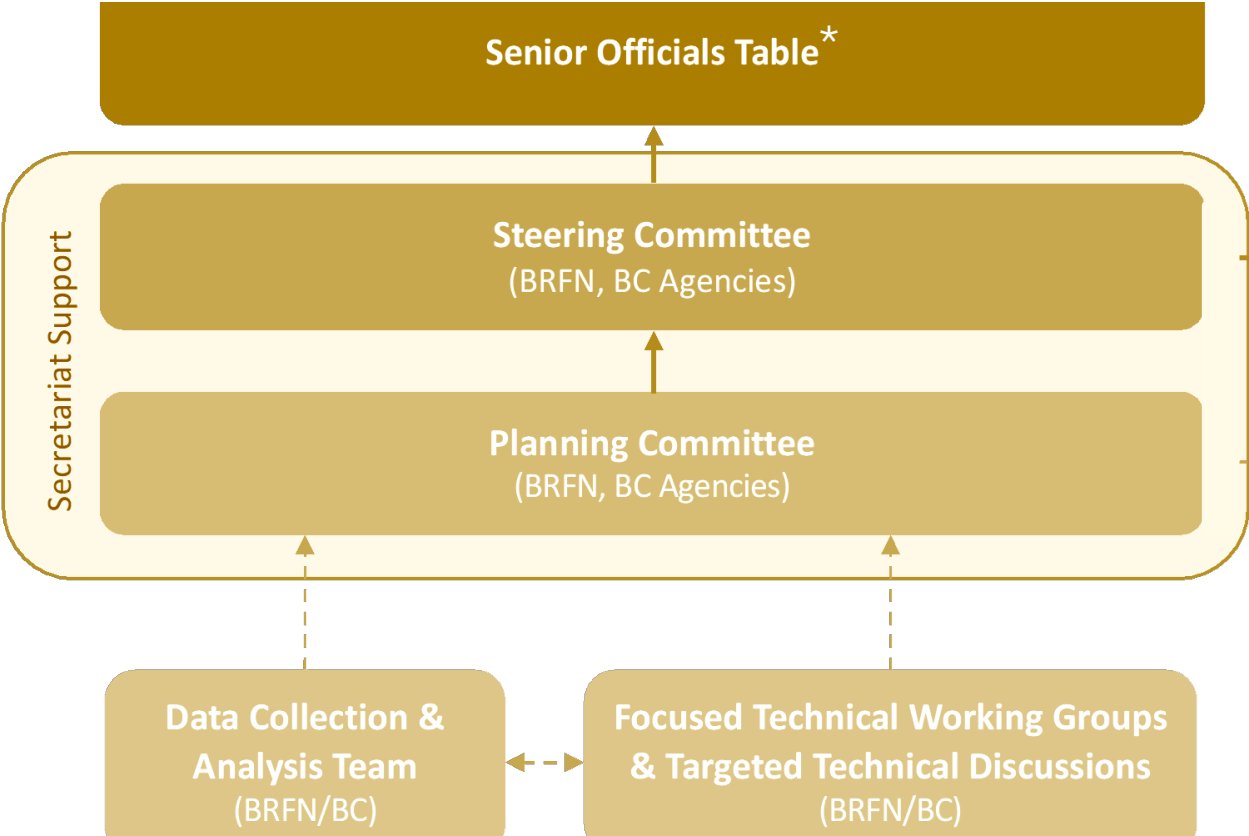 Senior Officials Table*
Secretariat Support
Steering Committee
(BRFN, BC Agencies)
Planning Committee
(BRFN, BC Agencies)
Data Collection &
Analysis Team
(BRFN/BC)
Focused Technical Working Groups
& Targeted Technical Discussions
(BRFN/BC)